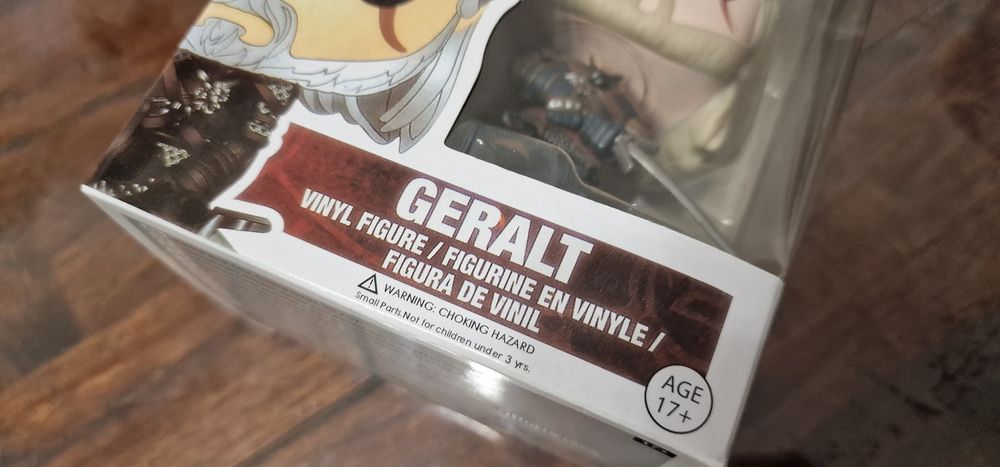 GERALT
VINYL FIGURE / FIGURINE EN VINYLE /
FIGURA DE VINIL
WARNING: CHOKING HAZARD
Small Parts. Not for children under 3 yrs.
AGE
17+